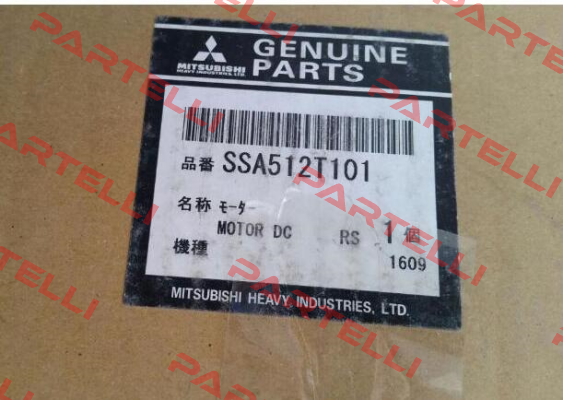 GENUINE
PARTS
MITSUBISHI
HEAVY INDUSTRIES, LTD.
品番 SSA512T101
名称 モーター
MOTOR DC RS 1個
機種
1609
MITSUBISHI HEAVY INDUSTRIES, LTD.
PARTELLI
PARTELLI
PARTELLI
PARTELLI
PARTELLI
PARTELLI